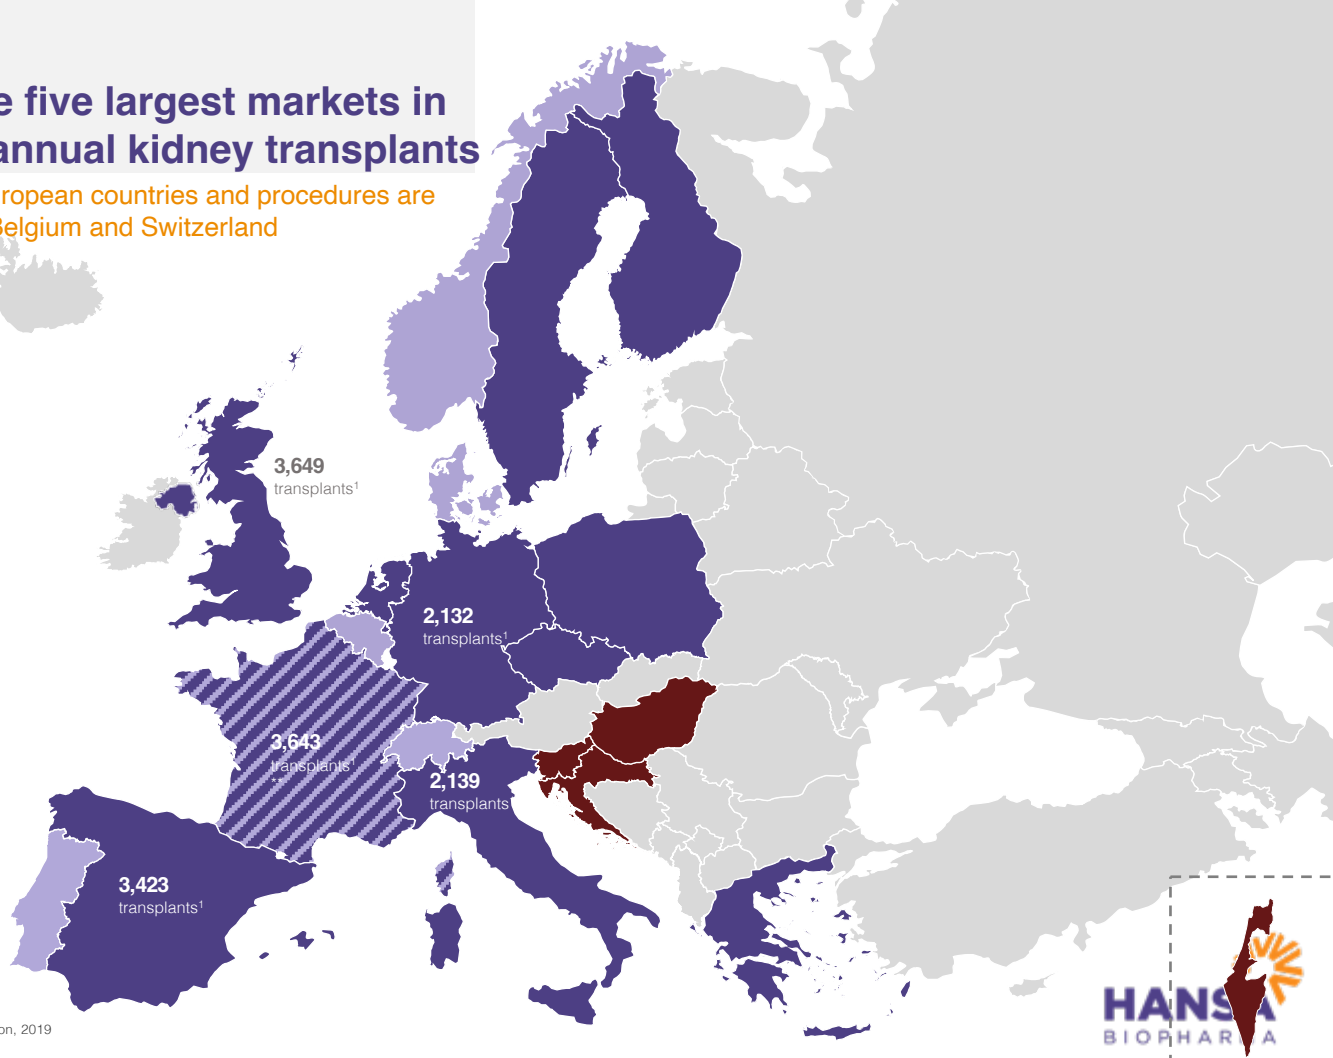 e five largest markets in
annual kidney transplants
ropean countries and procedures are
Belgium and Switzerland
3,649
transplants¹
2,132
transplants¹
3,643
transplants¹
**
2,139
transplants
3,423
transplants¹
on, 2019
HANSA
BIOPHARMA